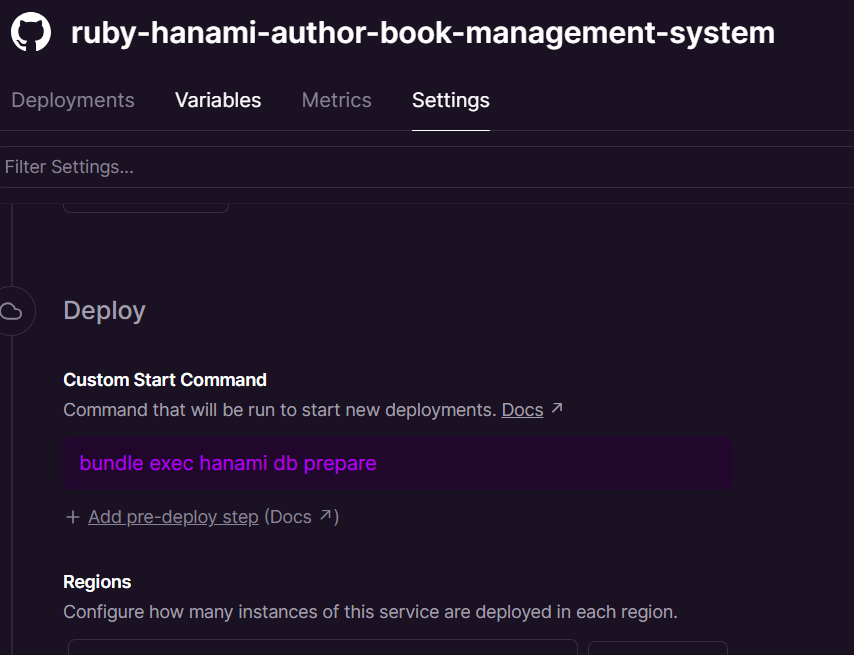 ruby-hanami-author-book-management-system
Deployments Variables Metrics Settings
Filter Settings...
Deploy
Custom Start Command
Command that will be run to start new deployments. Docs ↗
bundle exec hanami db prepare
+ Add pre-deploy step (Docs ↗)
Regions
Configure how many instances of this service are deployed in each region.